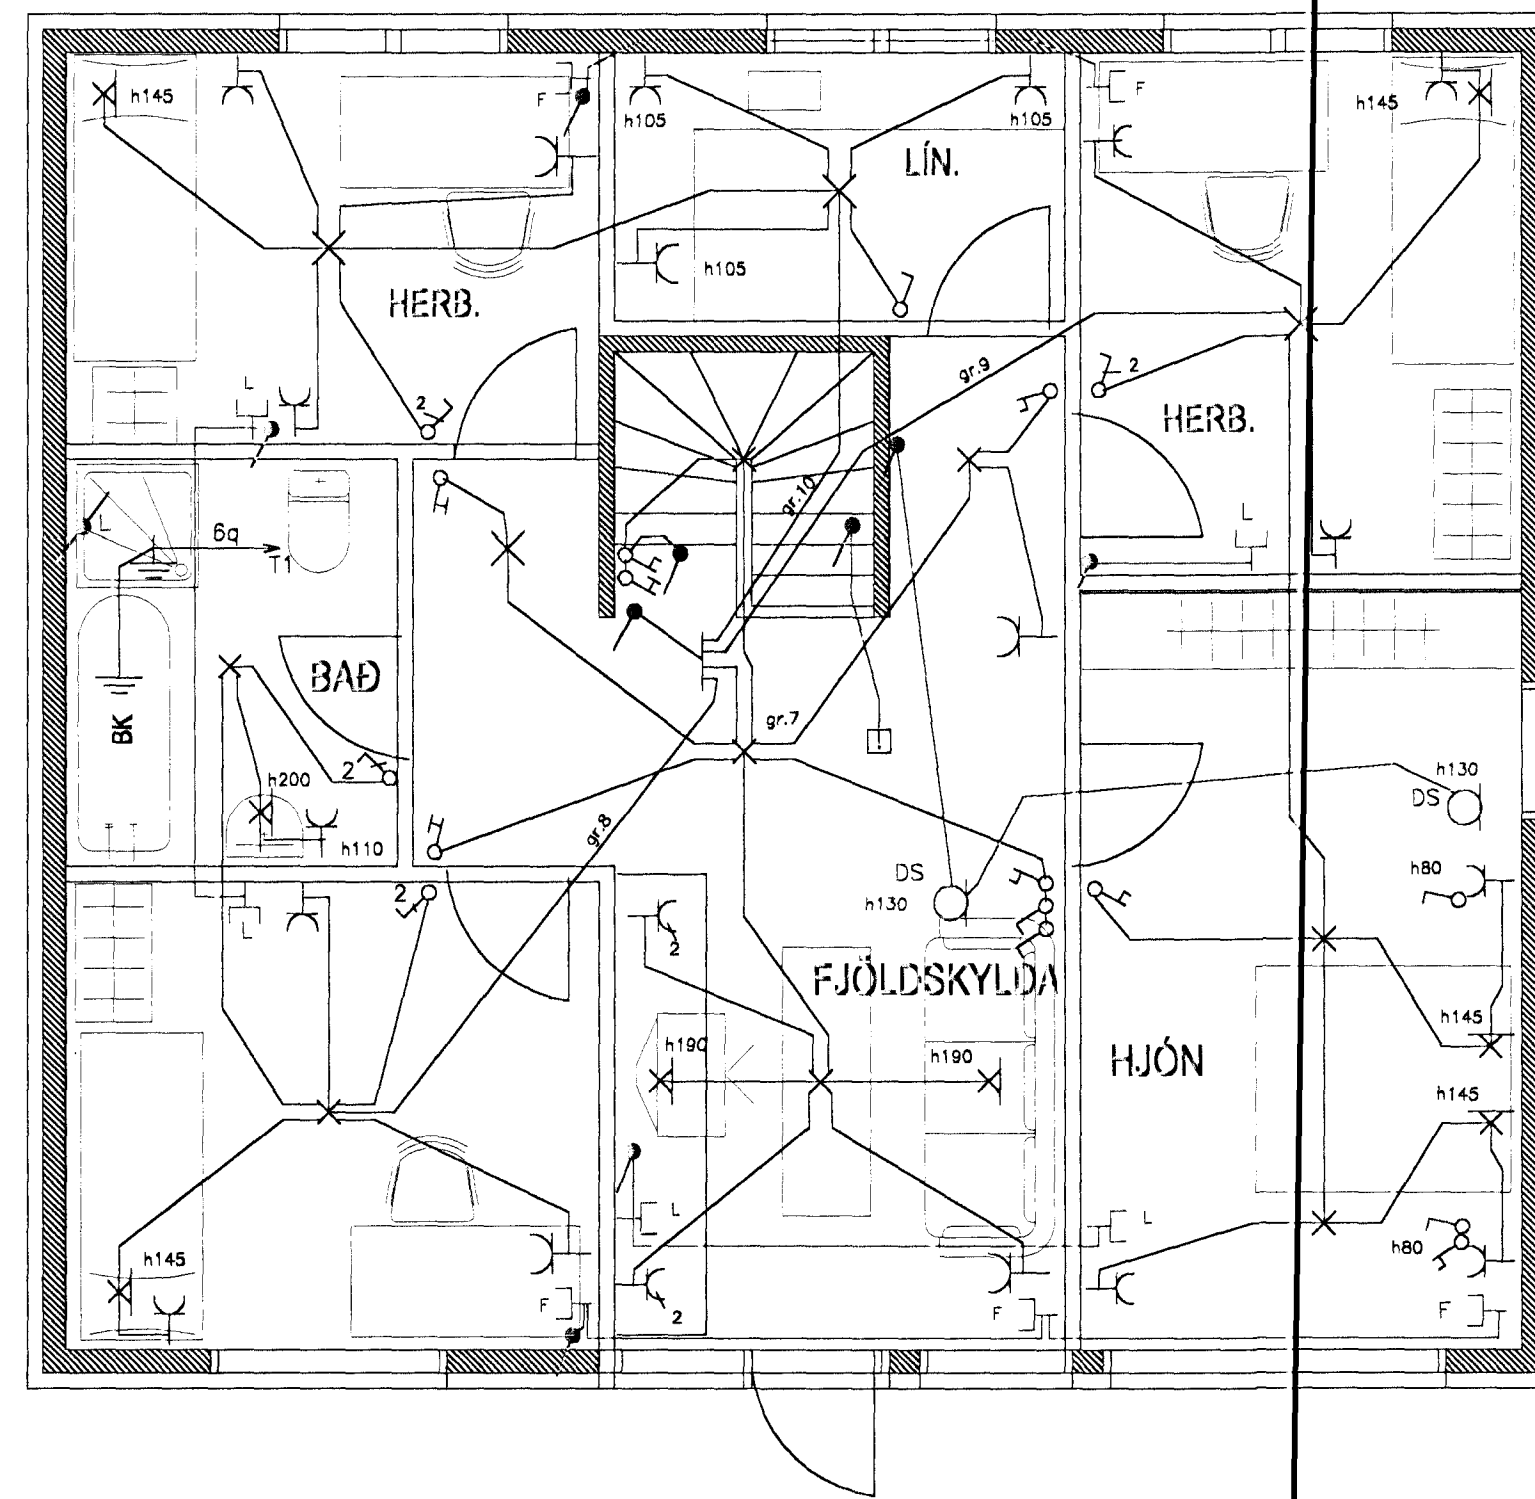 h145
F
h105
h105
LÍN.
F
h145
h105
HERB.
gr.9
2
L
2
HERB.
gr.10
L
6q
T1
L
BAÐ
BK
gr.7
2
h200
h110
gr.8
h130
DS
DS
h130
h80
2
L
2
FJÖLDSKYLDA
h190
h190
HJÓN
h145
h145
L
L
h80
h145
F
2
F
F